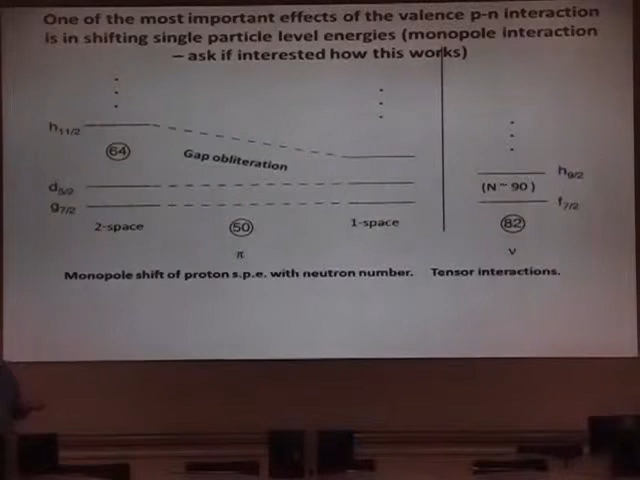 One of the most important effects of the valence p-n interaction
is in shifting single particle level energies (monopole interaction
– ask if interested how this works)
h11/2
64
Gap obliteration
h9/2
d5/2
(N ~ 90 )
g7/2
f7/2
2-space
50
1-space
82
π
ν
Monopole shift of proton s.p.e. with neutron number. Tensor interactions.